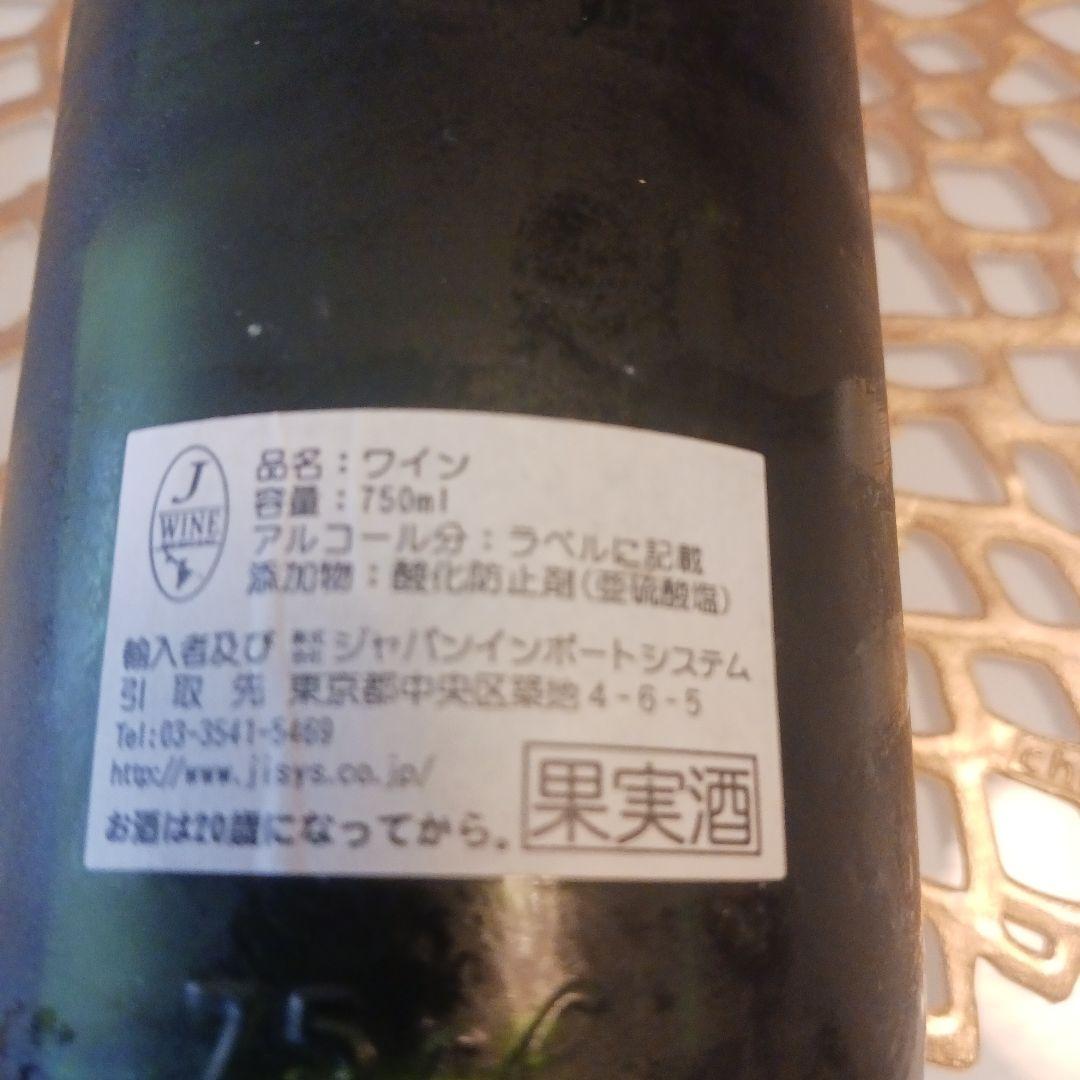 J
WINE
品名：ワイン
容量：750ml
アルコール分：ラベルに記載
添加物：酸化防止剤(亜硫酸塩)
輸入者及び 株式会社ジャパンインポートシステム
引取先 東京都中央区築地4-6-5
Tel:03-3541-5469
http://www.jisys.co.jp/
お酒は20歳になってから。
果実酒
75
ch